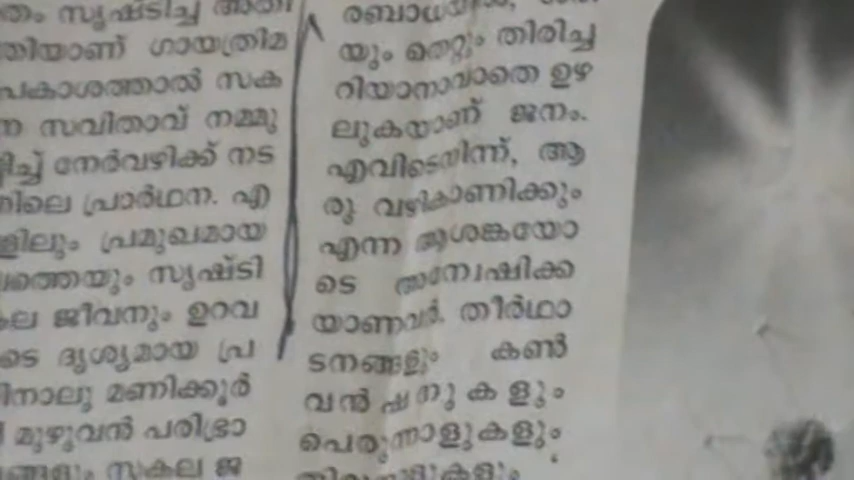 സൃഷ്ടിച്ച
ഗായത്രിമ
പ്രകാശത്താൽ സക
ന സവിതാവ് നമ്മു
നേർവഴിക്ക് നട
പ്രാർഥന. എ
ളിലും പ്രമുഖമായ
സൃഷ്ടി
ജീവനും ഉറവ
ടെ ദൃശ്യമായ പ്ര
മണിക്കൂർ
മുഴുവൻ പരിഭ്രാ
സകല ജ
യും തെറ്റും തിരിച്ച
റിയാനാവാതെ ഉഴ
ലുകയാണ് ജനം.
എവിടെനിന്ന്, ആ
രു വഴികാണിക്കും
എന്ന ആശങ്കയോ
ടെ അന്വേഷിക്ക
യാണവർ. തീർഥാ
ടനങ്ങളും കൺ
വൻഷനുകളും
പെരുന്നാളുകളും